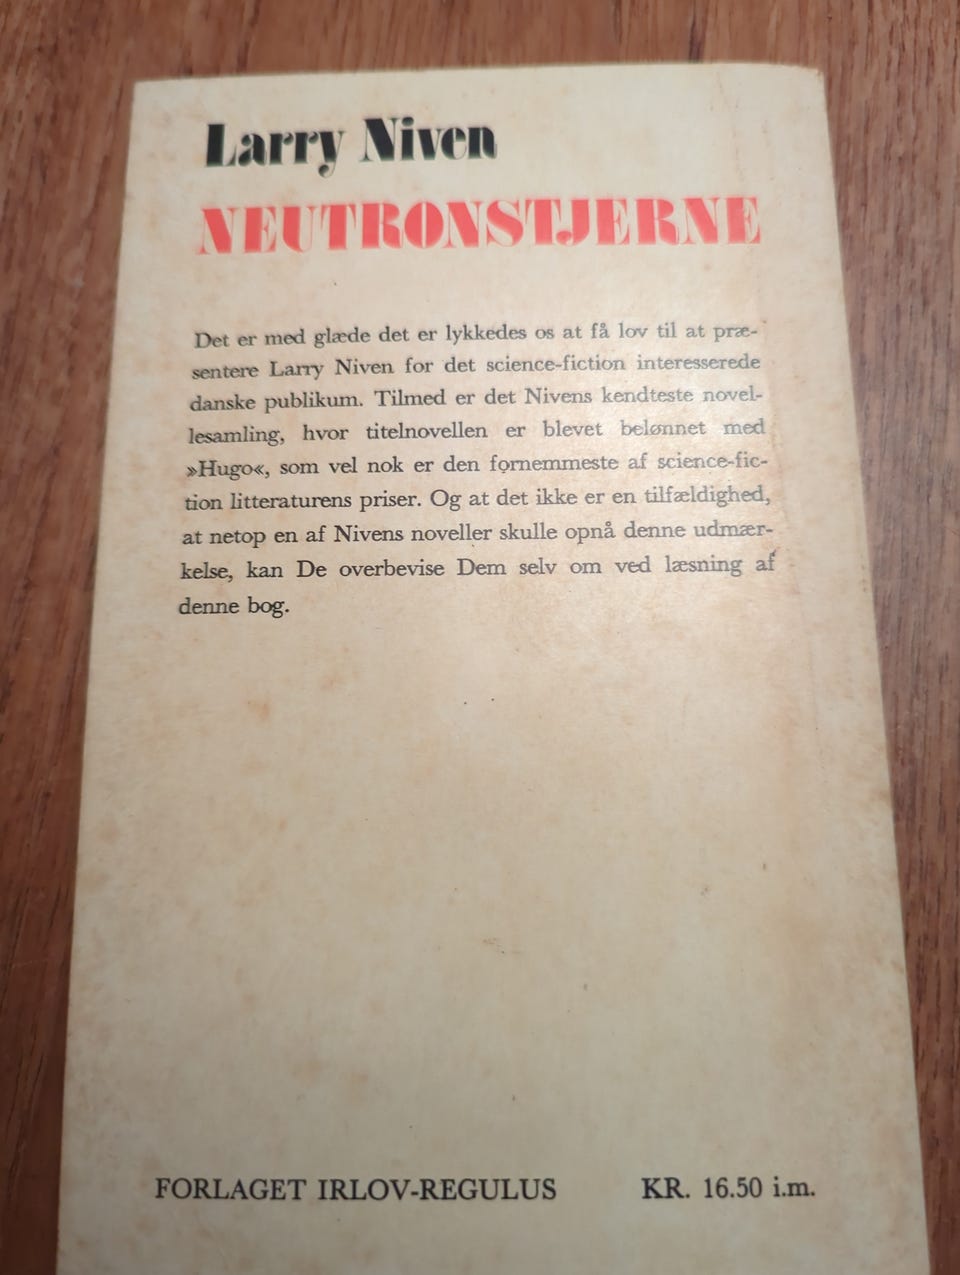 Larry Niven
NEUTRONSTJERNE
Det er med glæde det er lykkedes os at få lov til at præ-
sentere Larry Niven for det science-fiction interesserede
danske publikum. Tilmed er det Nivens kendteste novel-
lesamling, hvor titelnovellen er blevet belønnet med
»Hugo«, som vel nok er den fornemmeste af science-fic-
tion litteraturens priser. Og at det ikke er en tilfældighed,
at netop en af Nivens noveller skulle opnå denne udmær-
kelse, kan De overbevise Dem selv om ved læsning af
denne bog.
FORLAGET IRLOV-REGULUS KR. 16.50 i.m.